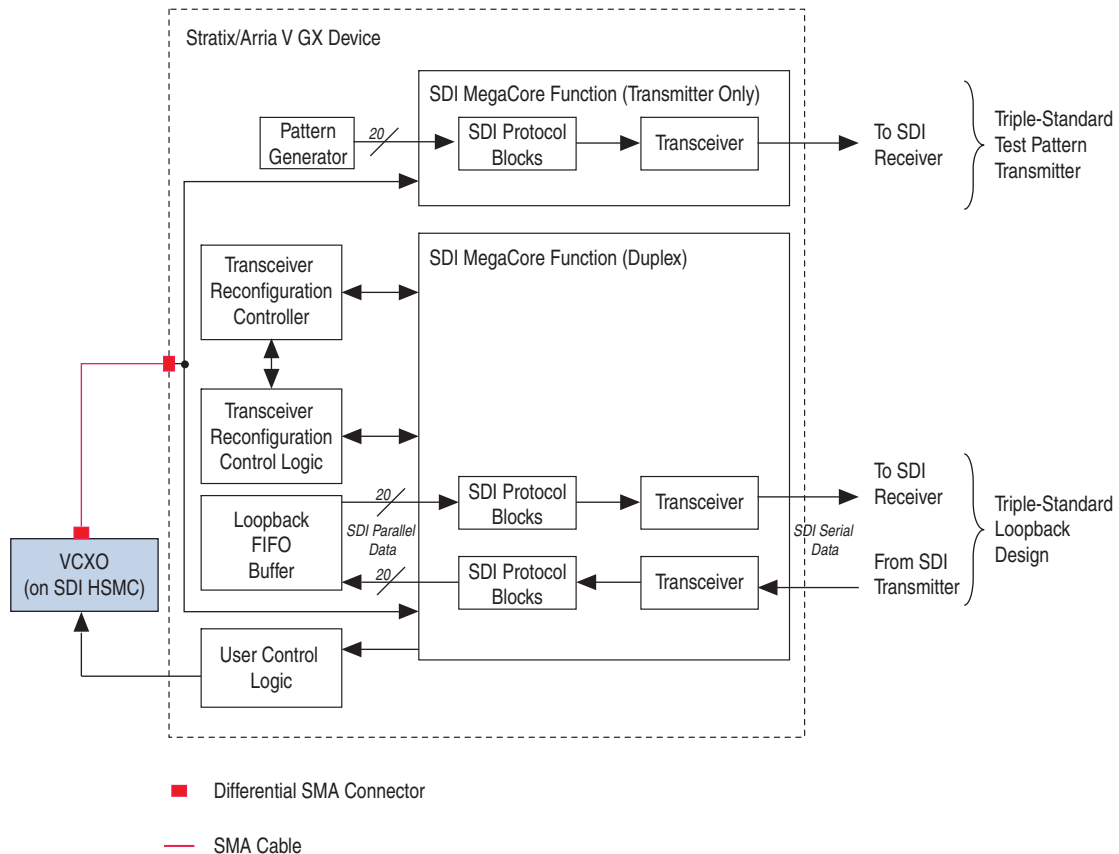 Stratix/Arria V GX Device
SDI MegaCore Function (Transmitter Only)
Pattern
Generator
20
SDI Protocol
Blocks
Transceiver
To SDI
Receiver
Triple-Standard
Test Pattern
Transmitter
SDI MegaCore Function (Duplex)
Transceiver
Reconfiguration
Controller
Transceiver
Reconfiguration
Control Logic
Loopback
FIFO
Buffer
20
SDI Parallel
Data
20
SDI Protocol
Blocks
Transceiver
SDI Protocol
Blocks
Transceiver
SDI Serial
Data
To SDI
Receiver
From SDI
Transmitter
Triple-Standard
Loopback
Design
VCXO
(on SDI HSMC)
User Control
Logic
Differential SMA Connector
SMA Cable